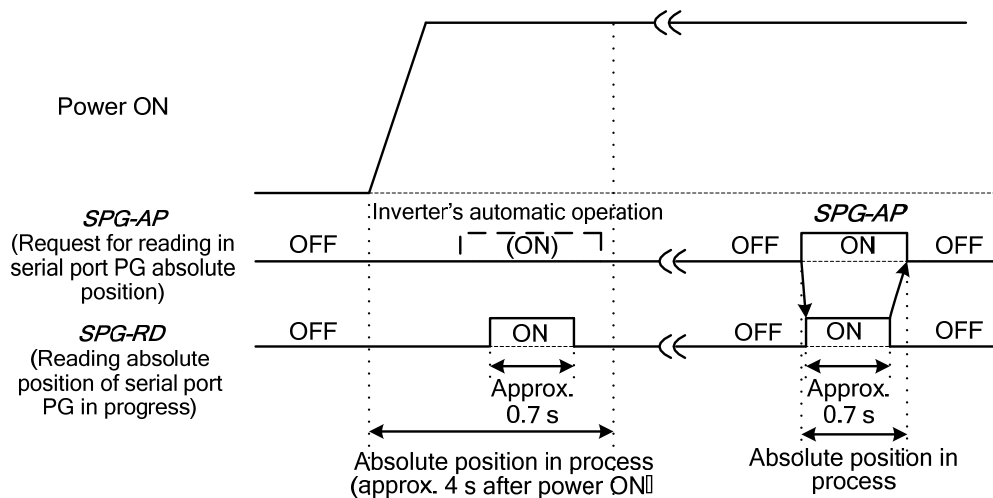 Power ON
SPG-AP
(Request for reading in
serial port PG absolute
position)
Inverter's automatic operation
SPG-AP
OFF
(ON)
OFF
ON
OFF
SPG-RD
(Reading absolute
position of serial port
PG in progress)
OFF
ON
OFF
ON
OFF
Approx.
0.7 s
Approx.
0.7 s
Absolute position in process
(approx. 4 s after power ON▯
Absolute position in
process